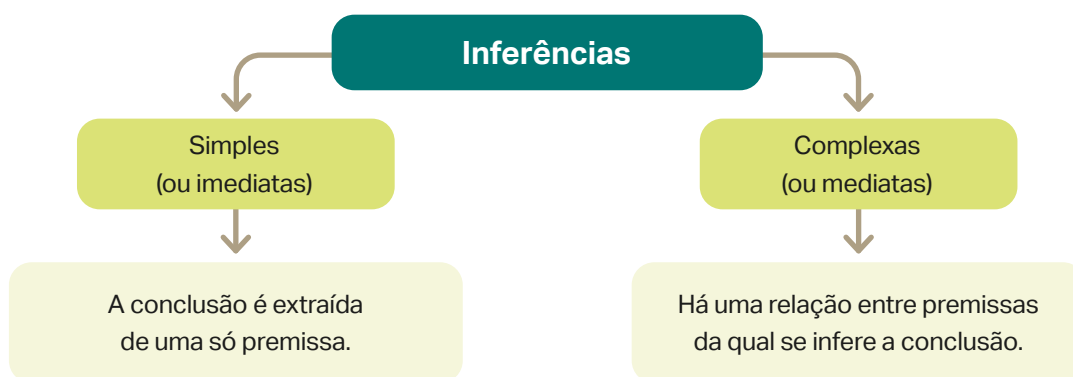 Inferências
Simples
(ou imediatas)
Complexas
(ou mediatas)
A conclusão é extraída
de uma só premissa.
Há uma relação entre premissas
da qual se infere a conclusão.